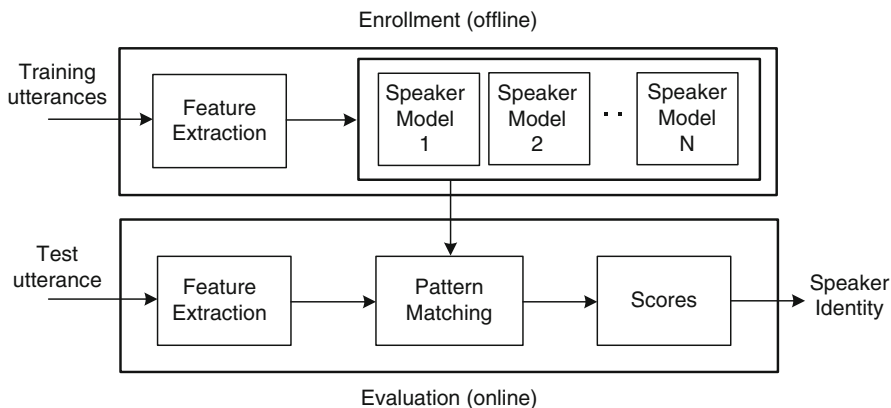 Enrollment (offline)
Training
utterances
Feature
Extraction
Speaker
Model
1
Speaker
Model
2
. .
Speaker
Model
N
Test
utterance
Feature
Extraction
Pattern
Matching
Scores
Speaker
Identity
Evaluation (online)